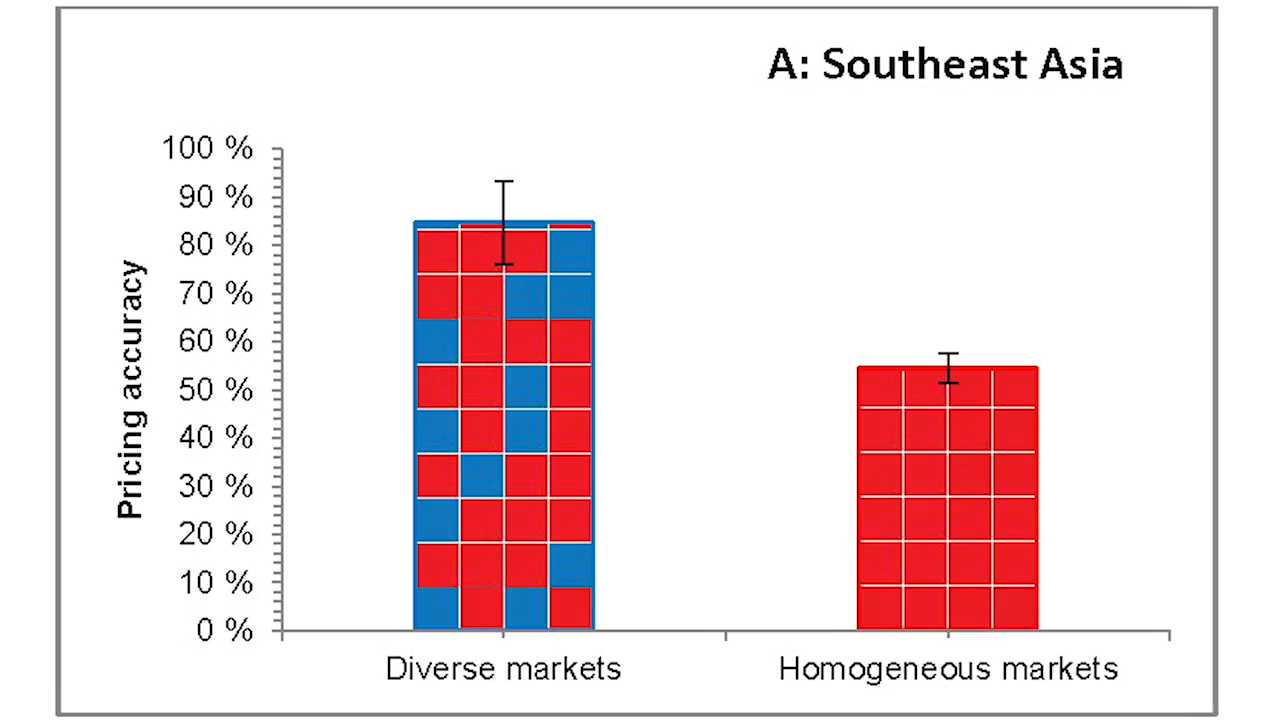 A: Southeast Asia
100 %
90 %
80 %
70 %
60 %
50 %
40 %
30 %
20 %
10 %
0 %
Pricing accuracy
Diverse markets
Homogeneous markets